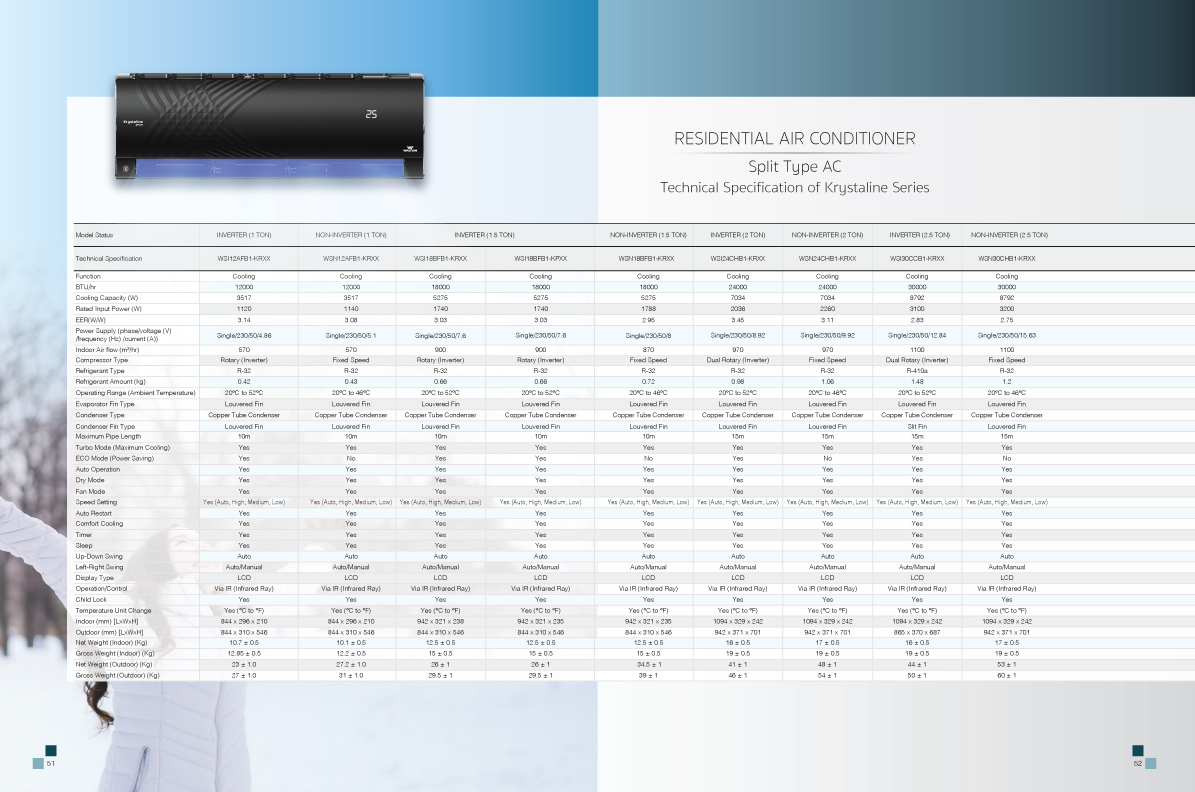 Krystaline
25
WALTON
RESIDENTIAL AIR CONDITIONER
Split Type AC
Technical Specification of Krystaline Series
Model Status INVERTER (1 TON) NON-INVERTER (1 TON) INVERTER (1.5 TON) NON-INVERTER (1.5 TON) INVERTER (2 TON) NON-INVERTER (2 TON) INVERTER (2.5 TON) NON-INVERTER (2.5 TON)
Technical Specification WSI12AFB1-KRXX WSN12AFB1-KRXX WSI18BFB1-KRXX WSI18BFB1-KRXX WSN18BFB1-KRXX WSI24CHB1-KRXX WSN24CHB1-KRXX WSI30CCB1-KRXX WSN30CHB1-KRXX
Function Cooling Cooling Cooling Cooling Cooling Cooling Cooling Cooling Cooling
BTU/hr 12000 12000 18000 18000 18000 24000 24000 30000 30000
Cooling Capacity (W) 3517 3517 5275 5275 5275 7034 7034 8792 8792
Rated Input Power (W) 1120 1140 1740 1740 1788 2036 2260 3100 3200
EER(W/W) 3.14 3.08 3.03 3.03 2.95 3.45 3.11 2.83 2.75
Power Supply (phase/voltage (V)
/frequency (Hz) /current (A)) Single/230/50/4.86 Single/230/50/5.1 Single/230/50/7.6 Single/230/50/7.6 Single/230/50/8 Single/230/50/8.92 Single/230/50/9.92 Single/230/50/12.84 Single/230/50/15.63
Indoor Air flow (m³/hr) 570 570 900 900 870 970 970 1100 1100
Compressor Type Rotary (Inverter) Fixed Speed Rotary (Inverter) Rotary (Inverter) Fixed Speed Dual Rotary (Inverter) Fixed Speed Dual Rotary (Inverter) Fixed Speed
Refrigerant Type R-32 R-32 R-32 R-32 R-32 R-32 R-32 R-410a R-32
Refrigerant Amount (kg) 0.42 0.43 0.66 0.66 0.72 0.98 1.06 1.48 1.2
Operating Range (Ambient Temperature) 20ºC to 52ºC 20ºC to 46ºC 20ºC to 52ºC 20ºC to 52ºC 20ºC to 46ºC 20ºC to 52ºC 20ºC to 46ºC 20ºC to 52ºC 20ºC to 46ºC
Evaporator Fin Type Louvered Fin Louvered Fin Louvered Fin Louvered Fin Louvered Fin Louvered Fin Louvered Fin Louvered Fin Louvered Fin
Condenser Type Copper Tube Condenser Copper Tube Condenser Copper Tube Condenser Copper Tube Condenser Copper Tube Condenser Copper Tube Condenser Copper Tube Condenser Copper Tube Condenser Copper Tube Condenser
Condenser Fin Type Louvered Fin Louvered Fin Louvered Fin Louvered Fin Louvered Fin Louvered Fin Louvered Fin Slit Fin Louvered Fin
Maximum Pipe Length 10m 10m 10m 10m 10m 15m 15m 15m 15m
Turbo Mode (Maximum Cooling) Yes Yes Yes Yes Yes Yes Yes Yes Yes
ECO Mode (Power Saving) Yes No Yes Yes No Yes No Yes No
Auto Operation Yes Yes Yes Yes Yes Yes Yes Yes Yes
Dry Mode Yes Yes Yes Yes Yes Yes Yes Yes Yes
Fan Mode Yes Yes Yes Yes Yes Yes Yes Yes Yes
Speed Setting Yes (Auto, High, Medium, Low) Yes (Auto, High, Medium, Low) Yes (Auto, High, Medium, Low) Yes (Auto, High, Medium, Low) Yes (Auto, High, Medium, Low) Yes (Auto, High, Medium, Low) Yes (Auto, High, Medium, Low) Yes (Auto, High, Medium, Low) Yes (Auto, High, Medium, Low)
Auto Restart Yes Yes Yes Yes Yes Yes Yes Yes Yes
Comfort Cooling Yes Yes Yes Yes Yes Yes Yes Yes Yes
Timer Yes Yes Yes Yes Yes Yes Yes Yes Yes
Sleep Yes Yes Yes Yes Yes Yes Yes Yes Yes
Up-Down Swing Auto Auto Auto Auto Auto Auto Auto Auto Auto
Left-Right Swing Auto/Manual Auto/Manual Auto/Manual Auto/Manual Auto/Manual Auto/Manual Auto/Manual Auto/Manual Auto/Manual
Display Type LCD LCD LCD LCD LCD LCD LCD LCD LCD
Operation/Control Via IR (Infrared Ray) Via IR (Infrared Ray) Via IR (Infrared Ray) Via IR (Infrared Ray) Via IR (Infrared Ray) Via IR (Infrared Ray) Via IR (Infrared Ray) Via IR (Infrared Ray) Via IR (Infrared Ray)
Child Lock Yes Yes Yes Yes Yes Yes Yes Yes Yes
Temperature Unit Change Yes (ºC to ºF) Yes (ºC to ºF) Yes (ºC to ºF) Yes (ºC to ºF) Yes (ºC to ºF) Yes (ºC to ºF) Yes (ºC to ºF) Yes (ºC to ºF) Yes (ºC to ºF)
Indoor (mm) [LxWxH] 844 x 296 x 210 844 x 296 x 210 942 x 321 x 238 942 x 321 x 235 942 x 321 x 235 1094 x 329 x 242 1094 x 329 x 242 1094 x 329 x 242 1094 x 329 x 242
Outdoor (mm) [LxWxH] 844 x 310 x 546 844 x 310 x 546 844 x 310 x 546 844 x 310 x 546 844 x 310 x 546 942 x 371 x 701 942 x 371 x 701 865 x 370 x 687 942 x 371 x 701
Net Weight (Indoor) (Kg) 10.7 ± 0.5 10.1 ± 0.5 12.5 ± 0.5 12.5 ± 0.5 12.5 ± 0.5 16 ± 0.5 17 ± 0.5 16 ± 0.5 17 ± 0.5
Gross Weight (Indoor) (Kg) 12.85 ± 0.5 12.2 ± 0.5 15 ± 0.5 15 ± 0.5 15 ± 0.5 19 ± 0.5 19 ± 0.5 19 ± 0.5 19 ± 0.5
Net Weight (Outdoor) (Kg) 23 ± 1.0 27.2 ± 1.0 26 ± 1 26 ± 1 34.5 ± 1 41 ± 1 48 ± 1 44 ± 1 53 ± 1
Gross Weight (Outdoor) (Kg) 27 ± 1.0 31 ± 1.0 29.5 ± 1 29.5 ± 1 39 ± 1 46 ± 1 54 ± 1 50 ± 1 60 ± 1
51
52